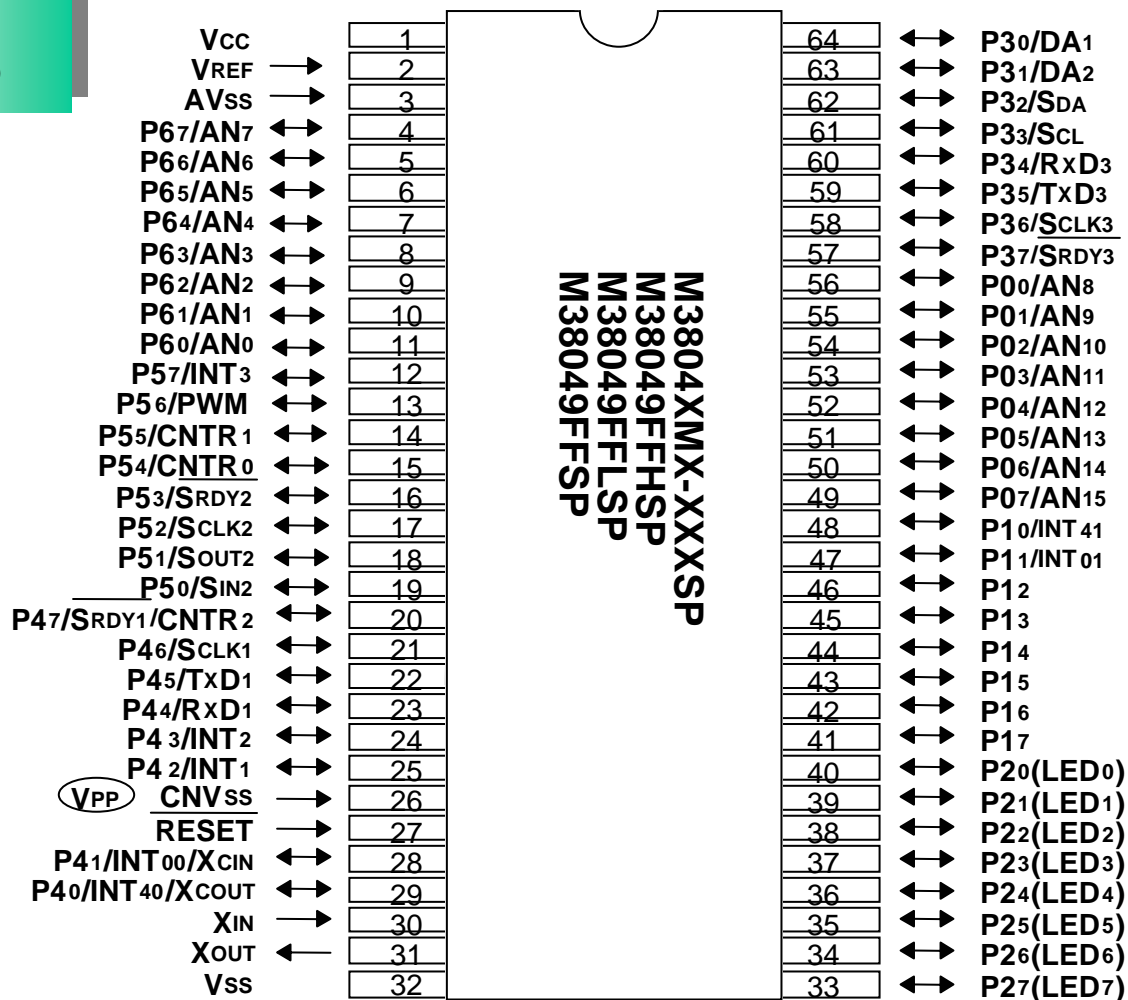 VCC 1 64 P30/DA1
VREF 2 63 P31/DA2
AVSS 3 62 P32/SDA
P67/AN7 4 61 P33/SCL
P66/AN6 5 60 P34/RXD3
P65/AN5 6 59 P35/TXD3
P64/AN4 7 58 P36/SCLK3
P63/AN3 8 57 P37/SRDY3
P62/AN2 9 56 P00/AN8
P61/AN1 10 55 P01/AN9
P60/AN0 11 54 P02/AN10
P57/INT3 12 53 P03/AN11
P56/PWM 13 52 P04/AN12
P55/CNTR1 14 51 P05/AN13
P54/CNTR0 15 50 P06/AN14
P53/SRDY2 16 49 P07/AN15
P52/SCLK2 17 48 P10/INT41
P51/SOUT2 18 47 P11/INT01
P50/SIN2 19 46 P12
P47/SRDY1/CNTR2 20 45 P13
P46/SCLK1 21 44 P14
P45/TXD1 22 43 P15
P44/RXD1 23 42 P16
P43/INT2 24 41 P17
P42/INT1 25 40 P20(LED0)
VPP CNVSS 26 39 P21(LED1)
RESET 27 38 P22(LED2)
P41/INT00/XCIN 28 37 P23(LED3)
P40/INT40/XCOUT 29 36 P24(LED4)
XIN 30 35 P25(LED5)
XOUT 31 34 P26(LED6)
VSS 32 33 P27(LED7)
M3804XMX-XXXSP
M38049FFHSP
M38049FFLSP
M38049FFSP